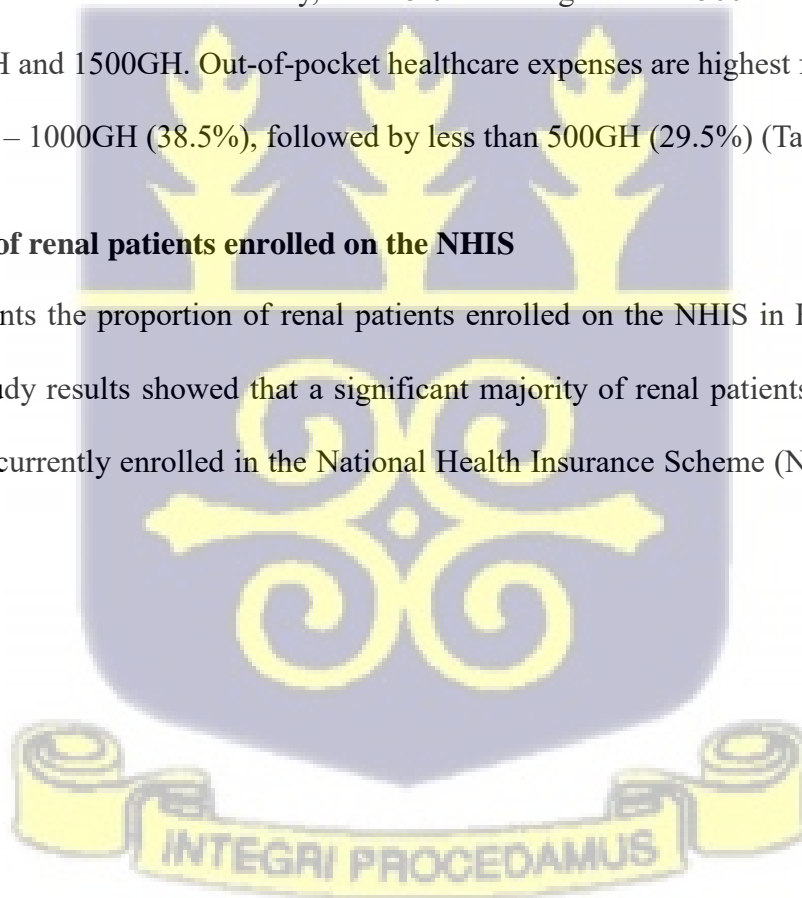 H and 1500GH. Out-of-pocket healthcare expenses are highest
– 1000GH (38.5%), followed by less than 500GH (29.5%) (Ta
of renal patients enrolled on the NHIS
nts the proportion of renal patients enrolled on the NHIS in
udy results showed that a significant majority of renal patients
currently enrolled in the National Health Insurance Scheme (N
INTEGRI PROCEDAMUS